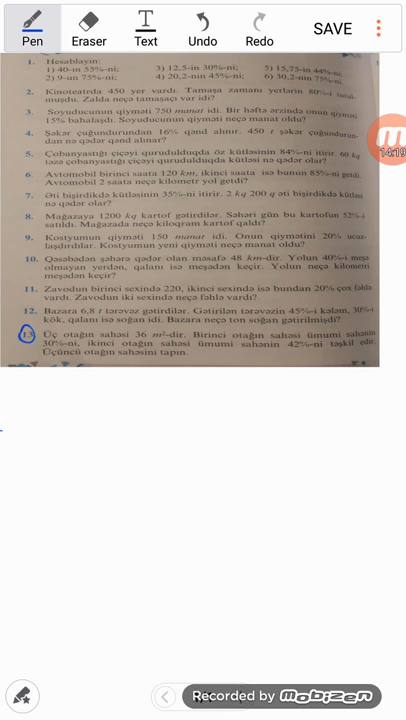 Pen
Eraser
Text
Undo
Redo
SAVE
14:19
1. Hesablayın:
1) 40-ın 55%-ni; 3) 12,5-in 30%-ni; 5) 15,75-in 44%-ni;
2) 9-un 75%-ni; 4) 20,2-nin 45%-ni; 6) 30,2-nin 75%-ni.
2. Kinoteatrda 450 yer vardı. Tamaşa zamanı yerlərin 80%-i tutul-
muşdu. Zalda neçə tamaşaçı var idi?
3. Soyuducunun qiyməti 750 manat idi. Bir həftə ərzində onun qiyməti
15% bahalaşdı. Soyuducunun qiyməti neçə manat oldu?
4. Şəkər çuğundurundan 16% qənd alınır. 450 t şəkər çuğundurun-
dan nə qədər qənd alınar?
5. Çobanyastığı çiçəyi qurudulduqda öz kütləsinin 84%-ni itirir. 60 kq
təzə çobanyastığı çiçəyi qurudulduqda kütləsi nə qədər olar?
6. Avtomobil birinci saatda 120 km, ikinci saatda isə bunun 85%-ni getdi.
Avtomobil 2 saata neçə kilometr yol getdi?
7. Əti bişirdikdə kütləsinin 35%-ni itirir. 2 kq 200 q əti bişirdikdə kütləsi
nə qədər olar?
8. Mağazaya 1200 kq kartof gətirdilər. Səhəri gün bu kartofun 52%-i
satıldı. Mağazada neçə kiloqram kartof qaldı?
9. Kostyumun qiyməti 150 manat idi. Onun qiymətini 20% ucuz-
laşdırdılar. Kostyumun yeni qiyməti neçə manat oldu?
10. Qəsəbədən şəhərə qədər olan məsafə 48 km-dir. Yolun 40%-i meşə
olmayan yerdən, qalanı isə meşədən keçir. Yolun neçə kilometri
meşədən keçir?
11. Zavodun birinci sexində 220, ikinci sexində isə bundan 20% çox fəhlə
vardı. Zavodun iki sexində neçə fəhlə vardı?
12. Bazara 6,8 t tərəvəz gətirdilər. Gətirilən tərəvəzin 45%-i kələm, 30%-i
kök, qalanı isə soğan idi. Bazara neçə ton soğan gətirilmişdi?
13. Üç otağın sahəsi 36 m²-dir. Birinci otağın sahəsi ümumi sahənin
30%-ni, ikinci otağın sahəsi ümumi sahənin 42%-ni təşkil edir.
Üçüncü otağın sahəsini tapın.
Recorded by mobizen